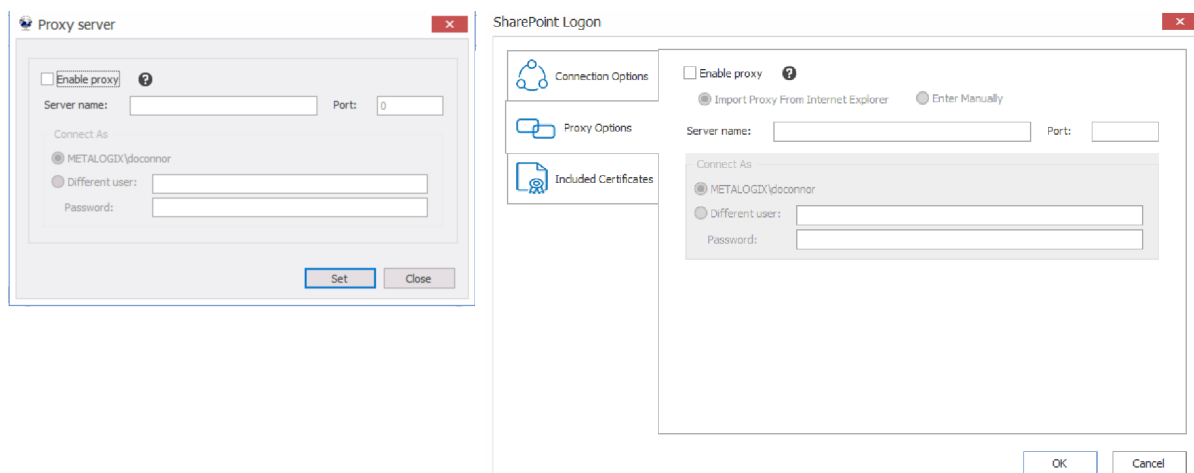 Proxy server
Enable proxy
Server name:
Port: 0
Connect As
METALOGIX\doconnor
Different user:
Password:
Set Close
SharePoint Logon
Connection Options
Proxy Options
Included Certificates
Enable proxy
Import Proxy From Internet Explorer Enter Manually
Server name: Port:
Connect As
METALOGIX\doconnor
Different user:
Password:
OK Cancel